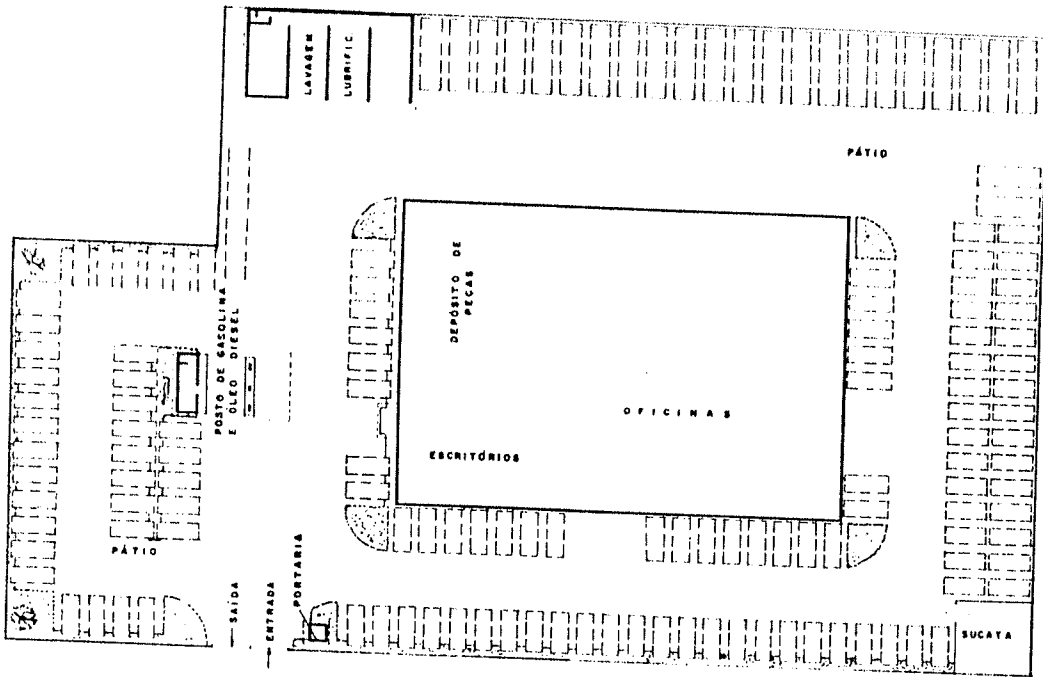 LAVAGEM
LUBRIFIC
PÁTIO
DEPÓSITO DE
PEÇAS
POSTO DE GASOLINA
E ÓLEO DIESEL
OFICINAS
ESCRITÓRIOS
PÁTIO
SAÍDA
ENTRADA
PORTARIA
SUCATA